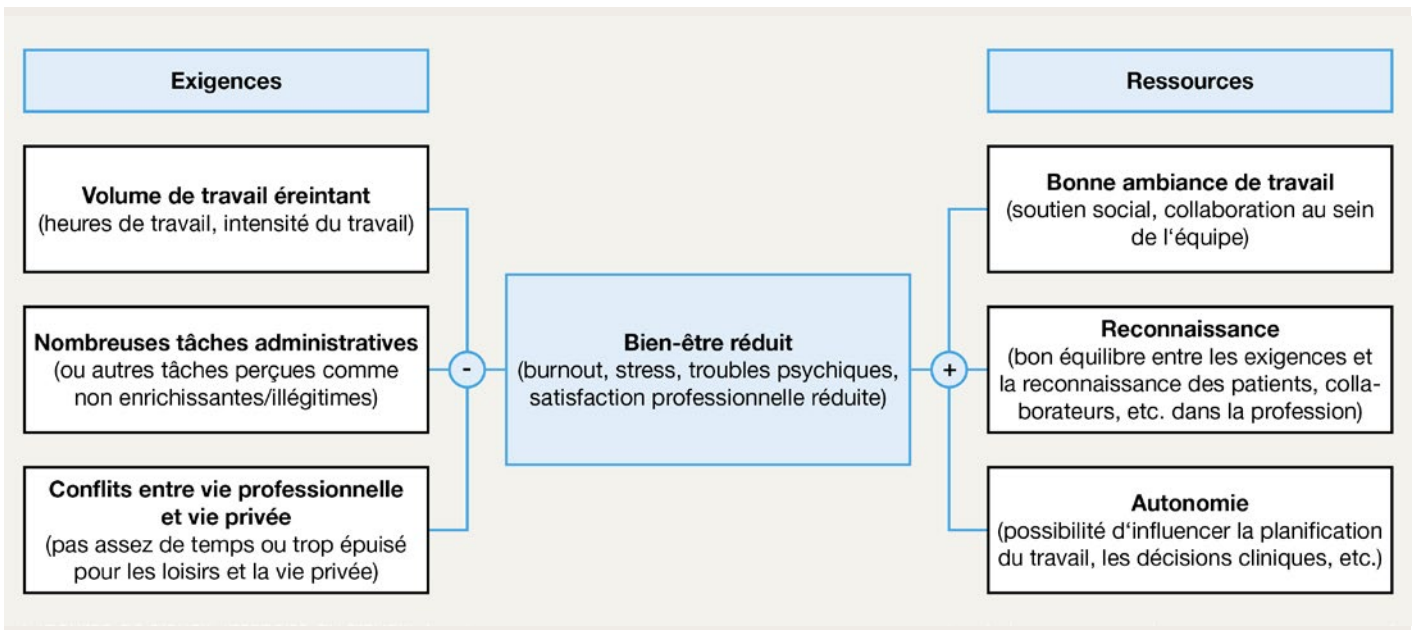 Exigences
Volume de travail éreintant
(heures de travail, intensité du travail)
Nombreuses tâches administratives
(ou autres tâches perçues comme
non enrichissantes/illégitimes)
Conflits entre vie professionnelle
et vie privée
(pas assez de temps ou trop épuisé
pour les loisirs et la vie privée)
-
Bien-être réduit
(burnout, stress, troubles psychiques,
satisfaction professionnelle réduite)
+
Ressources
Bonne ambiance de travail
(soutien social, collaboration au sein
de l‘équipe)
Reconnaissance
(bon équilibre entre les exigences et
la reconnaissance des patients, colla-
borateurs, etc. dans la profession)
Autonomie
(possibilité d‘influencer la planification
du travail, les décisions cliniques, etc.)